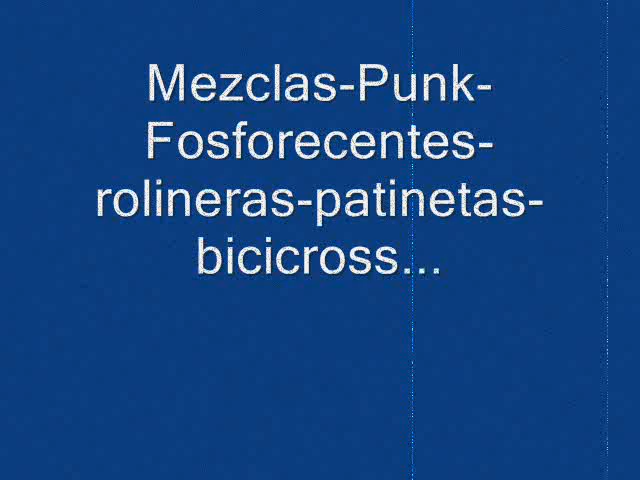 Mezclas-Punk-
Fosforecentes-
rolineras-patinetas-
bicicross...